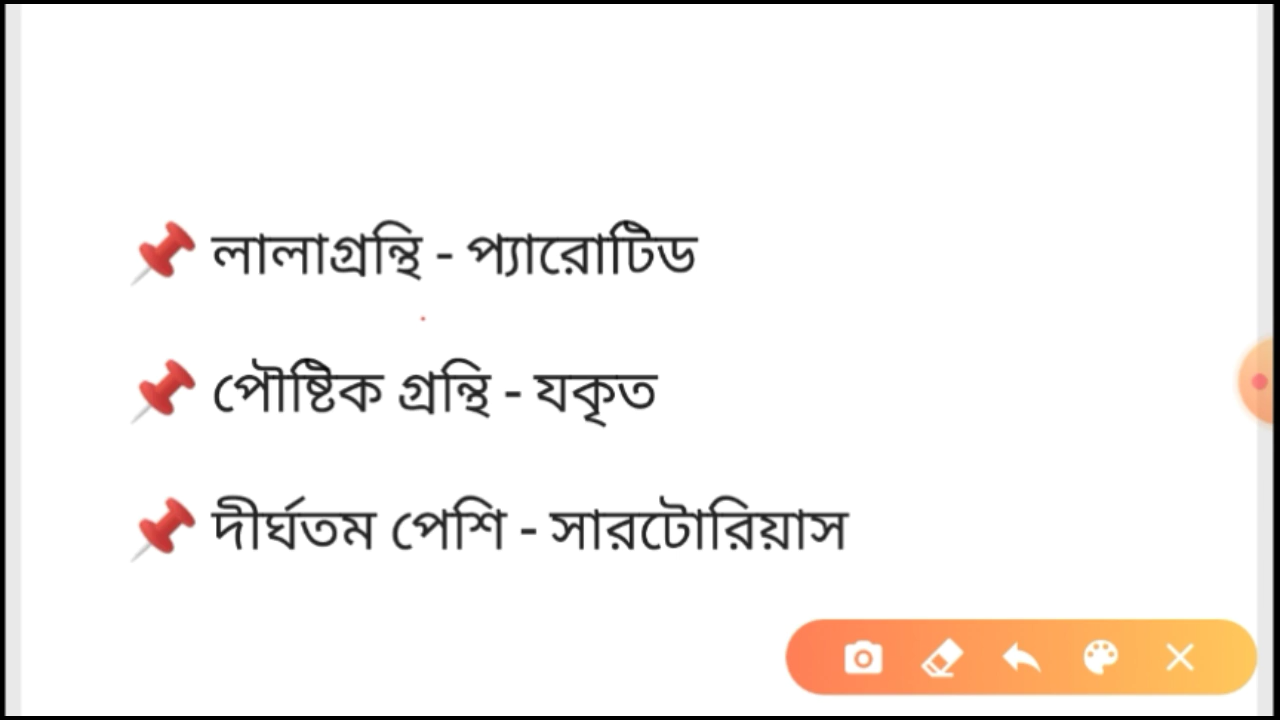 📌 লালাগ্রন্থি - প্যারোটিড
📌 পৌষ্টিক গ্রন্থি - যকৃত
📌 দীর্ঘতম পেশি - সারটোরিয়াস